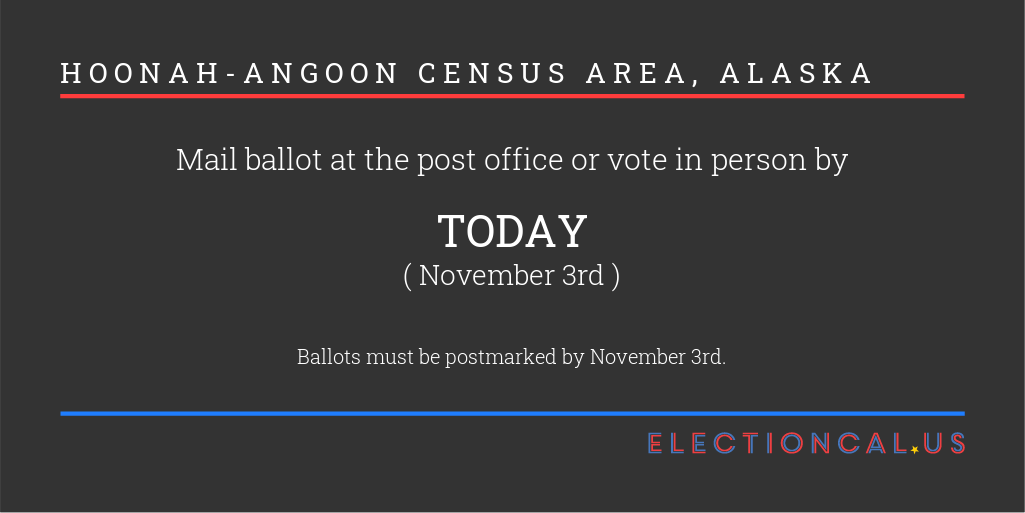 HOONAH-ANGOON CENSUS AREA, ALASKA
Mail ballot at the post office or vote in person by
TODAY
( November 3rd )
Ballots must be postmarked by November 3rd.
ELECTIONCAL.US